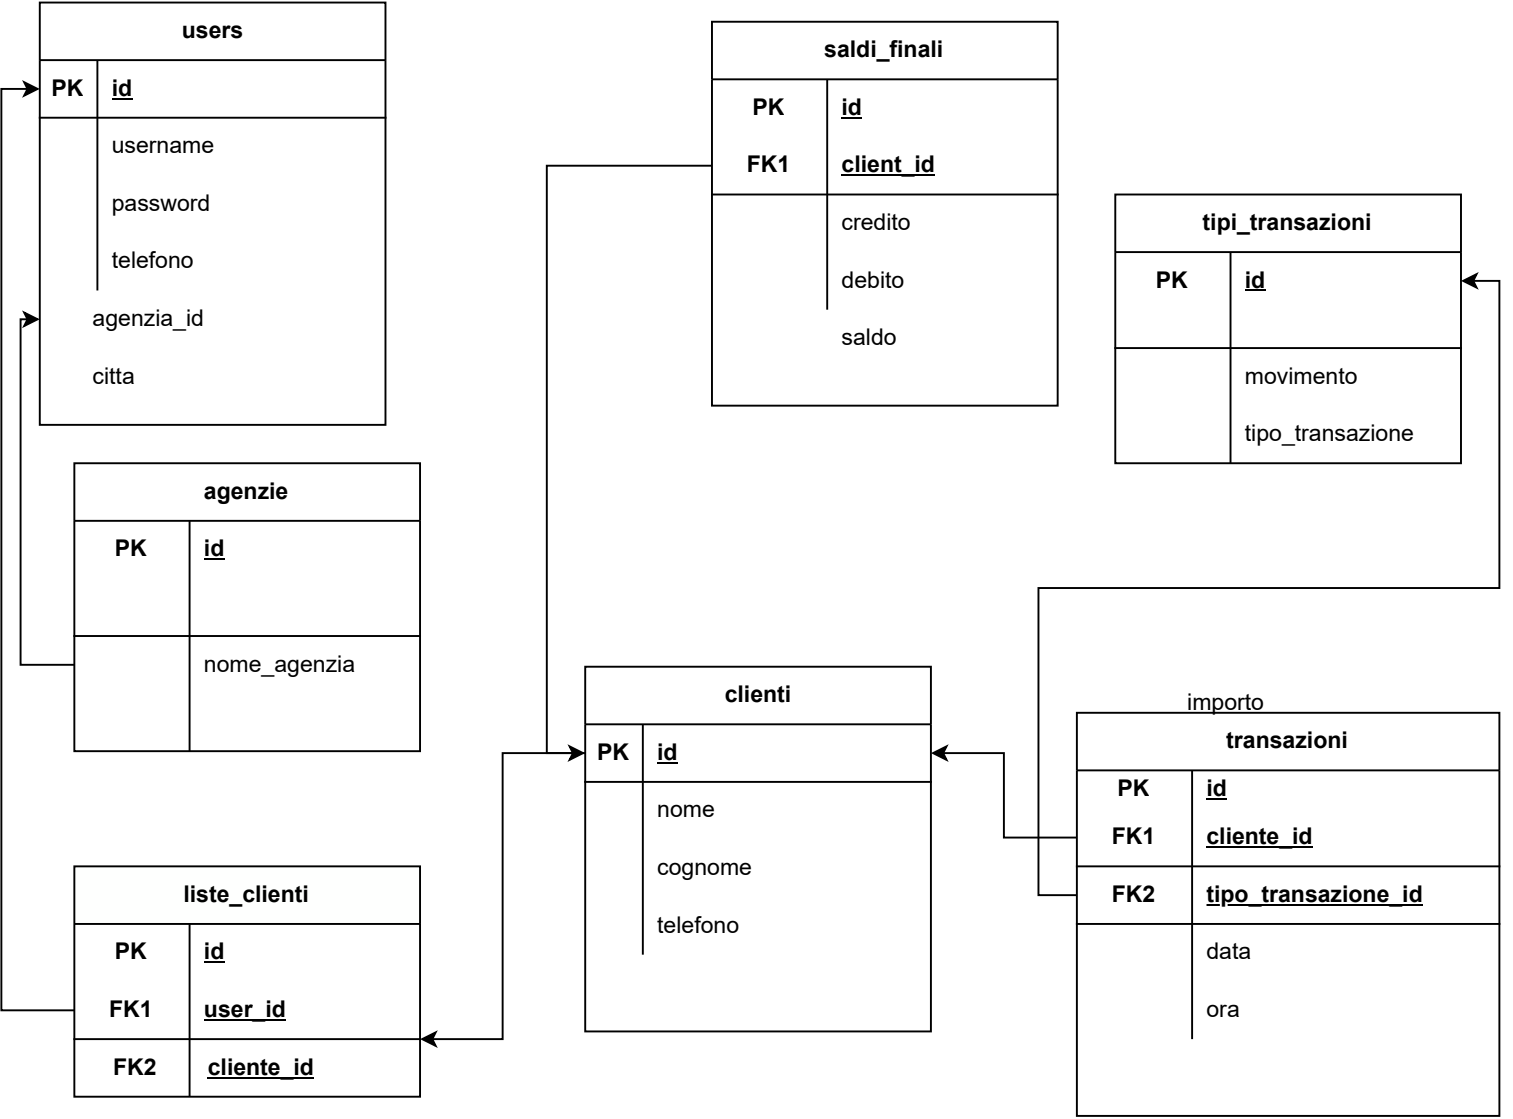 users
PK id
username
password
telefono
agenzia_id
citta
saldi_finali
PK id
FK1 client_id
credito
debito
saldo
tipi_transazioni
PK id
movimento
tipo_transazione
agenzie
PK id
nome_agenzia
clienti
PK id
nome
cognome
telefono
importo
transazioni
PK id
FK1 cliente_id
FK2 tipo_transazione_id
data
ora
liste_clienti
PK id
FK1 user_id
FK2 cliente_id